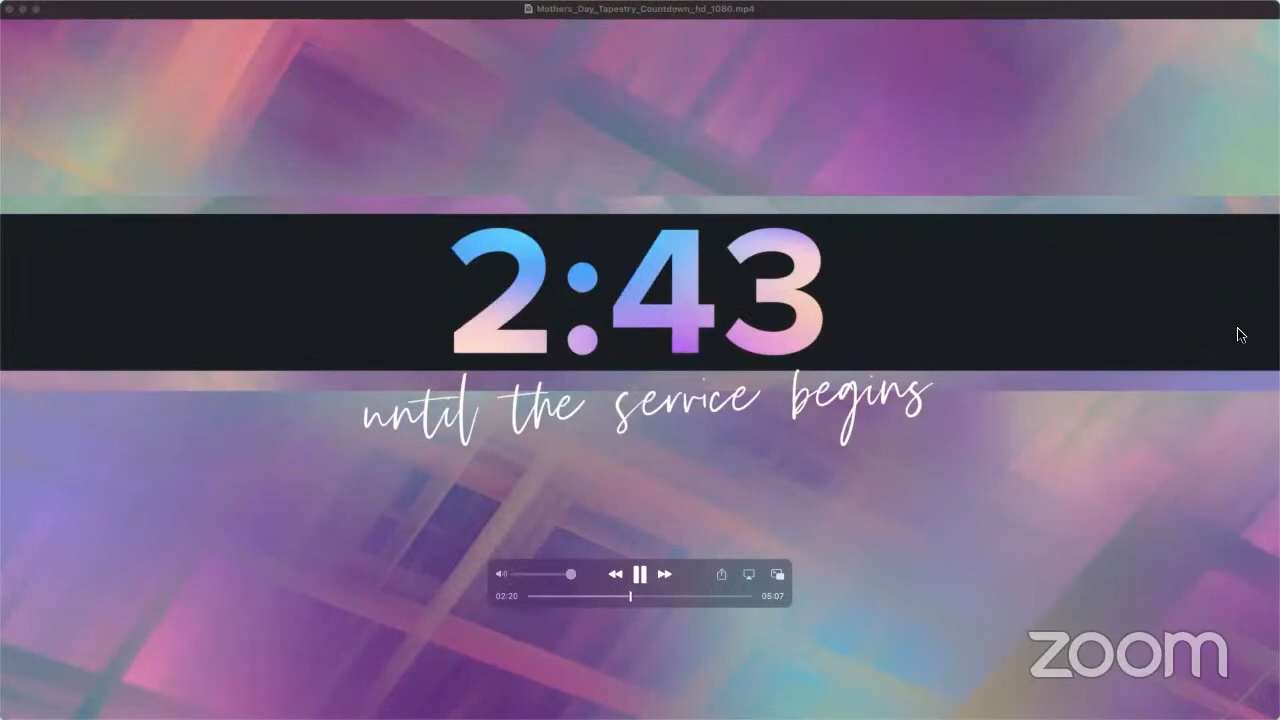 Mothers_Day_Tapestry_Countdown_hd_1080.mp4
2:43
until the service begins
02:20
05:07
zoom